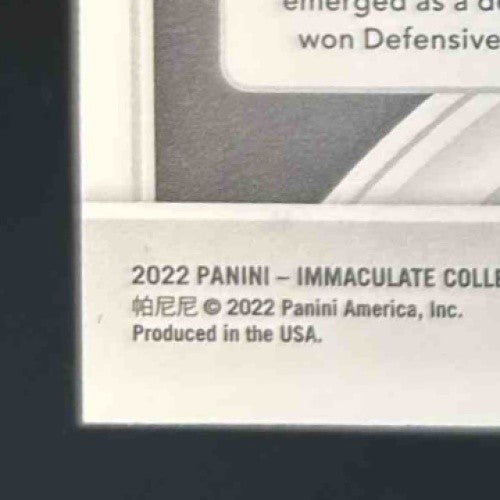 emerged as a d
won Defensive
2022 PANINI – IMMACULATE COLLE
帕尼尼 © 2022 Panini America, Inc.
Produced in the USA.